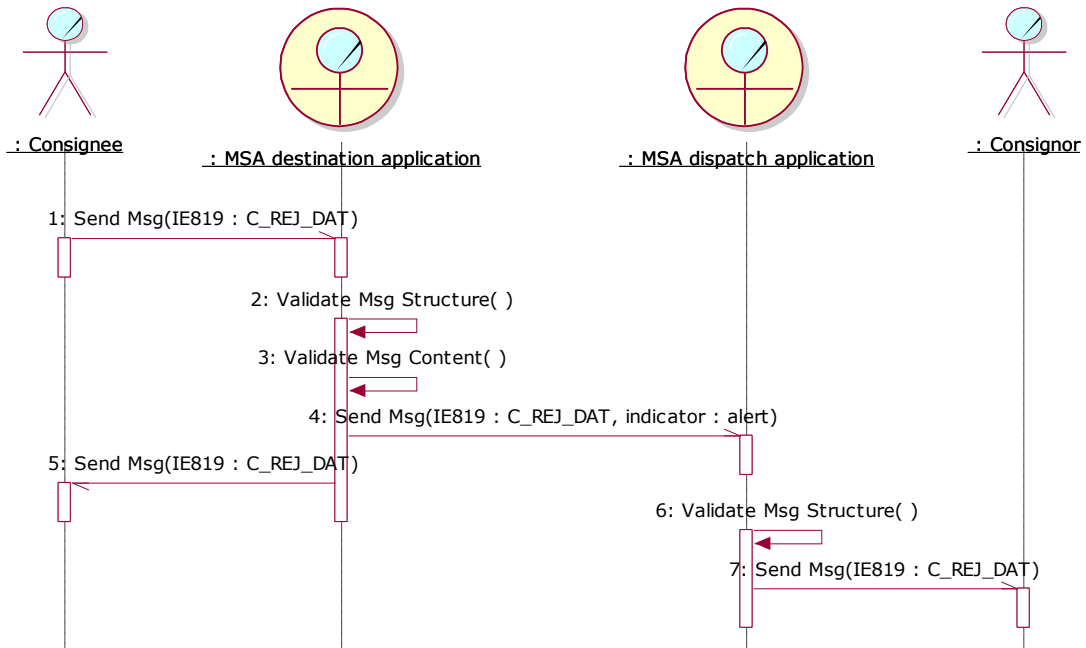 : Consignee
: MSA destination application
: MSA dispatch application
: Consignor
1: Send Msg(IE819 : C_REJ_DAT)
2: Validate Msg Structure( )
3: Validate Msg Content( )
4: Send Msg(IE819 : C_REJ_DAT, indicator : alert)
5: Send Msg(IE819 : C_REJ_DAT)
6: Validate Msg Structure( )
7: Send Msg(IE819 : C_REJ_DAT)